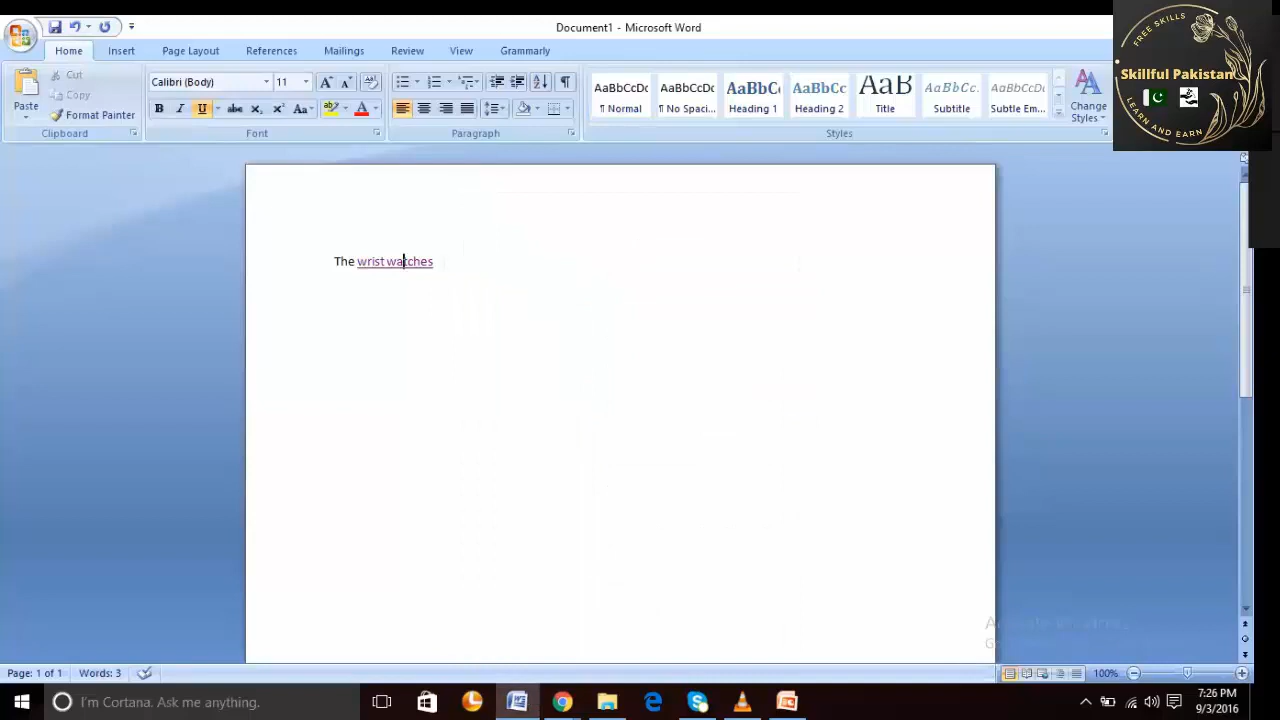 Document1 - Microsoft Word
Home Insert Page Layout References Mailings Review View Grammarly
Paste
Cut
Copy
Format Painter
Clipboard
Calibri (Body) 11
Font
Paragraph
AaBbCcDc AaBbCcDc AaBbC AaBbCc AaB AaBbCc. AaBbCcDc
¶ Normal ¶ No Spaci... Heading 1 Heading 2 Title Subtitle Subtle Em...
Change Styles
Styles
FREE SKILLS
Skillful Pakistan
LEARN AND EARN
The wrist watches
Page: 1 of 1 Words: 3
100%
I'm Cortana. Ask me anything.
7:26 PM
9/3/2016